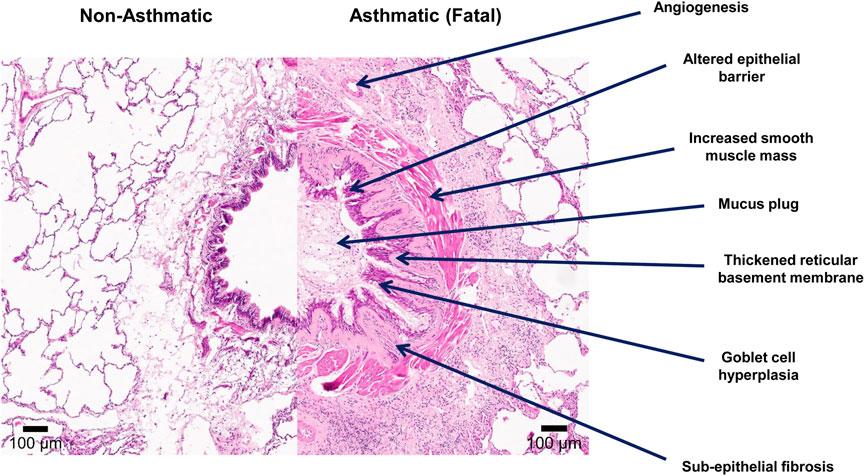 Non-Asthmatic
Asthmatic (Fatal)
Angiogenesis
Altered epithelial
barrier
Increased smooth
muscle mass
Mucus plug
Thickened reticular
basement membrane
Goblet cell
hyperplasia
Sub-epithelial fibrosis
100 µm
100 µm